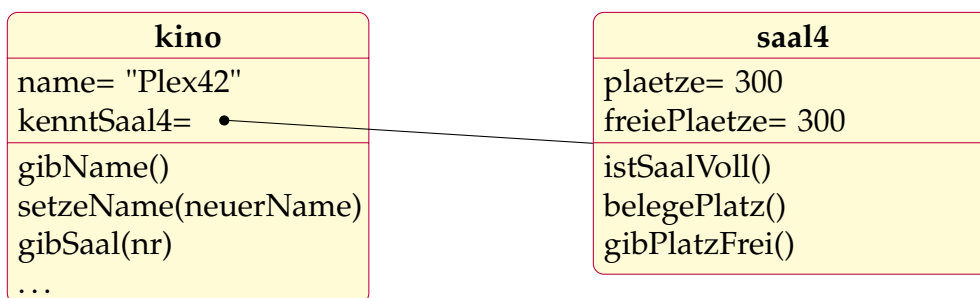 kino
name= "Plex42"
kenntSaal4=
gibName()
setzeName(neuerName)
gibSaal(nr)
. . .
saal4
plaetze= 300
freiePlaetze= 300
istSaalVoll()
belegePlatz()
gibPlatzFrei()